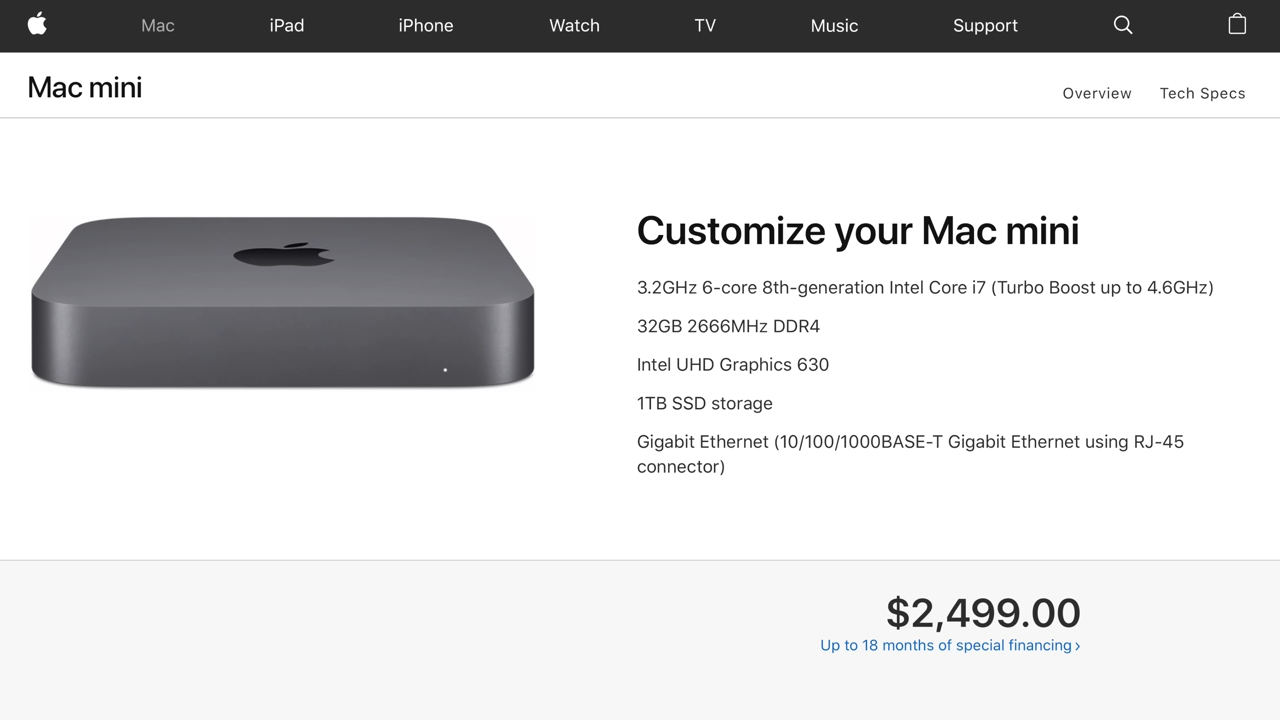 Mac
iPad
iPhone
Watch
TV
Music
Support
Mac mini
Overview
Tech Specs
Customize your Mac mini
3.2GHz 6-core 8th-generation Intel Core i7 (Turbo Boost up to 4.6GHz)
32GB 2666MHz DDR4
Intel UHD Graphics 630
1TB SSD storage
Gigabit Ethernet (10/100/1000BASE-T Gigabit Ethernet using RJ-45
connector)
$2,499.00
Up to 18 months of special financing ›